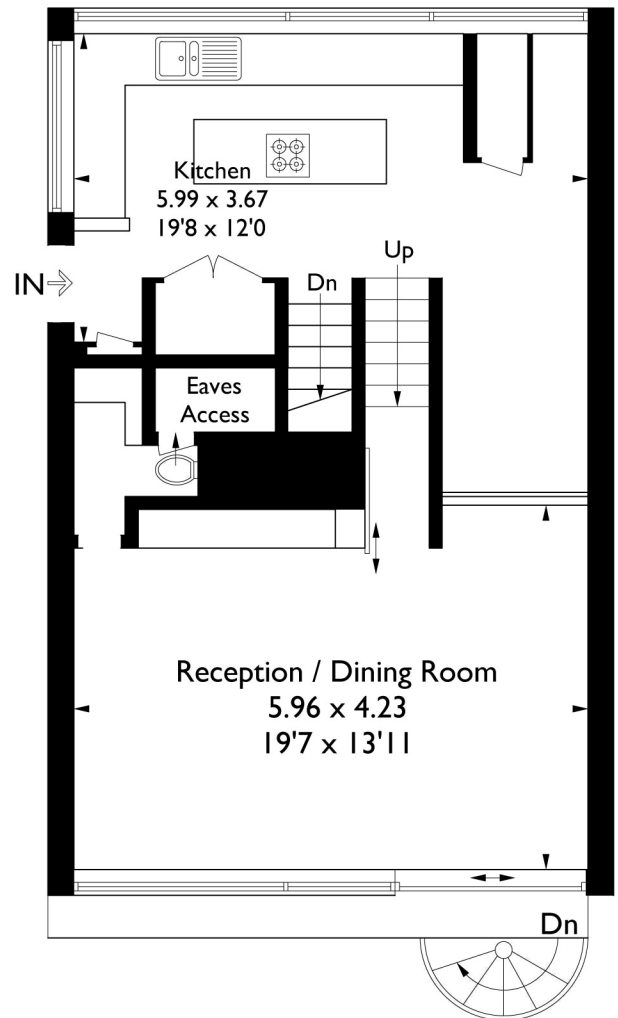 Kitchen
5.99 x 3.67
19'8 x 12'0
Up
IN
Dn
Eaves
Access
Reception / Dining Room
5.96 x 4.23
19'7 x 13'11
Dn